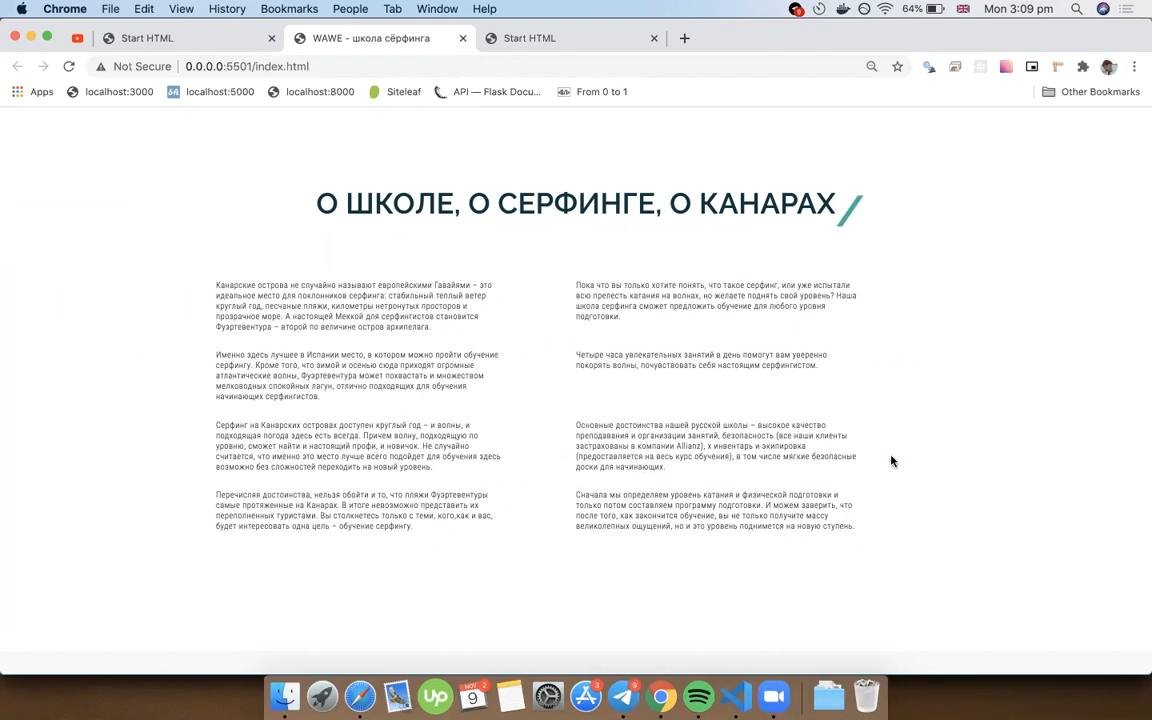 Chrome File Edit View History Bookmarks People Tab Window Help
9
64%
Mon 3:09 pm
Start HTML
WAWE - школа сёрфинга
Start HTML
Not Secure
0.0.0.0:5501/index.html
Apps
localhost:3000
localhost:5000
localhost:8000
Siteleaf
API — Flask Docu...
From 0 to 1
Other Bookmarks
О ШКОЛЕ, О СЕРФИНГЕ, О КАНАРАХ
Канарские острова не случайно называют европейскими Гавайями – это
идеальное место для поклонников серфинга: стабильный теплый ветер
круглый год, песчаные пляжи, километры нетронутых просторов и
прозрачное море. А настоящей Меккой для серфингистов становится
Фуэртевентура – второй по величине остров архипелага.
Пока что вы только хотите понять, что такое серфинг, или уже испытали
всю прелесть катания на волнах, но желаете поднять свой уровень? Наша
школа серфинга сможет предложить обучение для любого уровня
подготовки.
Именно здесь лучшее в Испании место, в котором можно пройти обучение
серфингу. Кроме того, что зимой и осенью сюда приходят огромные
атлантические волны, Фуэртевентура может похвастать и множеством
мелководных спокойных лагун, отлично подходящих для обучения
начинающих серфингистов.
Четыре часа увлекательных занятий в день помогут вам уверенно
покорять волны, почувствовать себя настоящим серфингистом.
Серфинг на Канарских островах доступен круглый год – и волны, и
подходящая погода здесь есть всегда. Причем волну, подходящую по
уровню, сможет найти и настоящий профи, и новичок. Не случайно
считается, что именно это место лучше всего подойдет для обучения здесь
возможно без сложностей переходить на новый уровень.
Основные достоинства нашей русской школы – высокое качество
преподавания и организации занятий, безопасность (все наши клиенты
застрахованы в компании Allianz), х инвентарь и экипировка
(предоставляется на весь курс обучения), в том числе мягкие безопасные
доски для начинающих.
Перечисляя достоинства, нельзя обойти и то, что пляжи Фуэртевентуры
самые протяженные на Канарах. В итоге невозможно представить их
переполненных туристами. Вы столкнетесь только с теми, кого,как и вас,
будет интересовать одна цель – обучение серфингу.
Сначала мы определяем уровень катания и физической подготовки и
только потом составляем программу подготовки. И можем заверить, что
после того, как закончится обучение, вы не только получите массу
великолепных ощущений, но и это уровень поднимется на новую ступень.
up
NOV
9
2
3
9